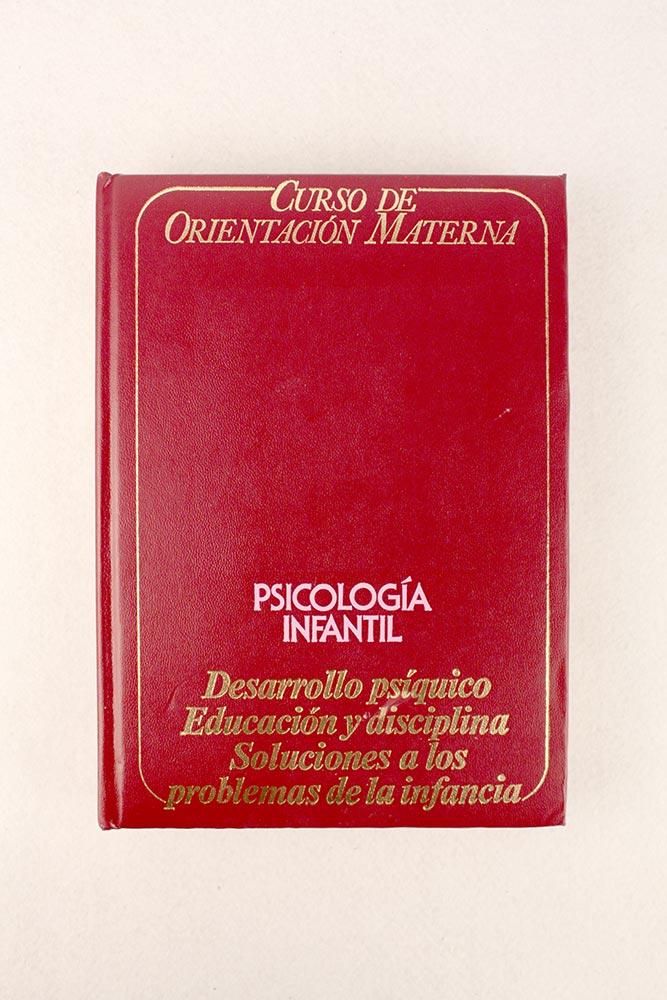 CURSO DE
ORIENTACIÓN MATERNA
PSICOLOGÍA
INFANTIL
Desarrollo psíquico
Educación y disciplina
Soluciones a los
problemas de la infancia